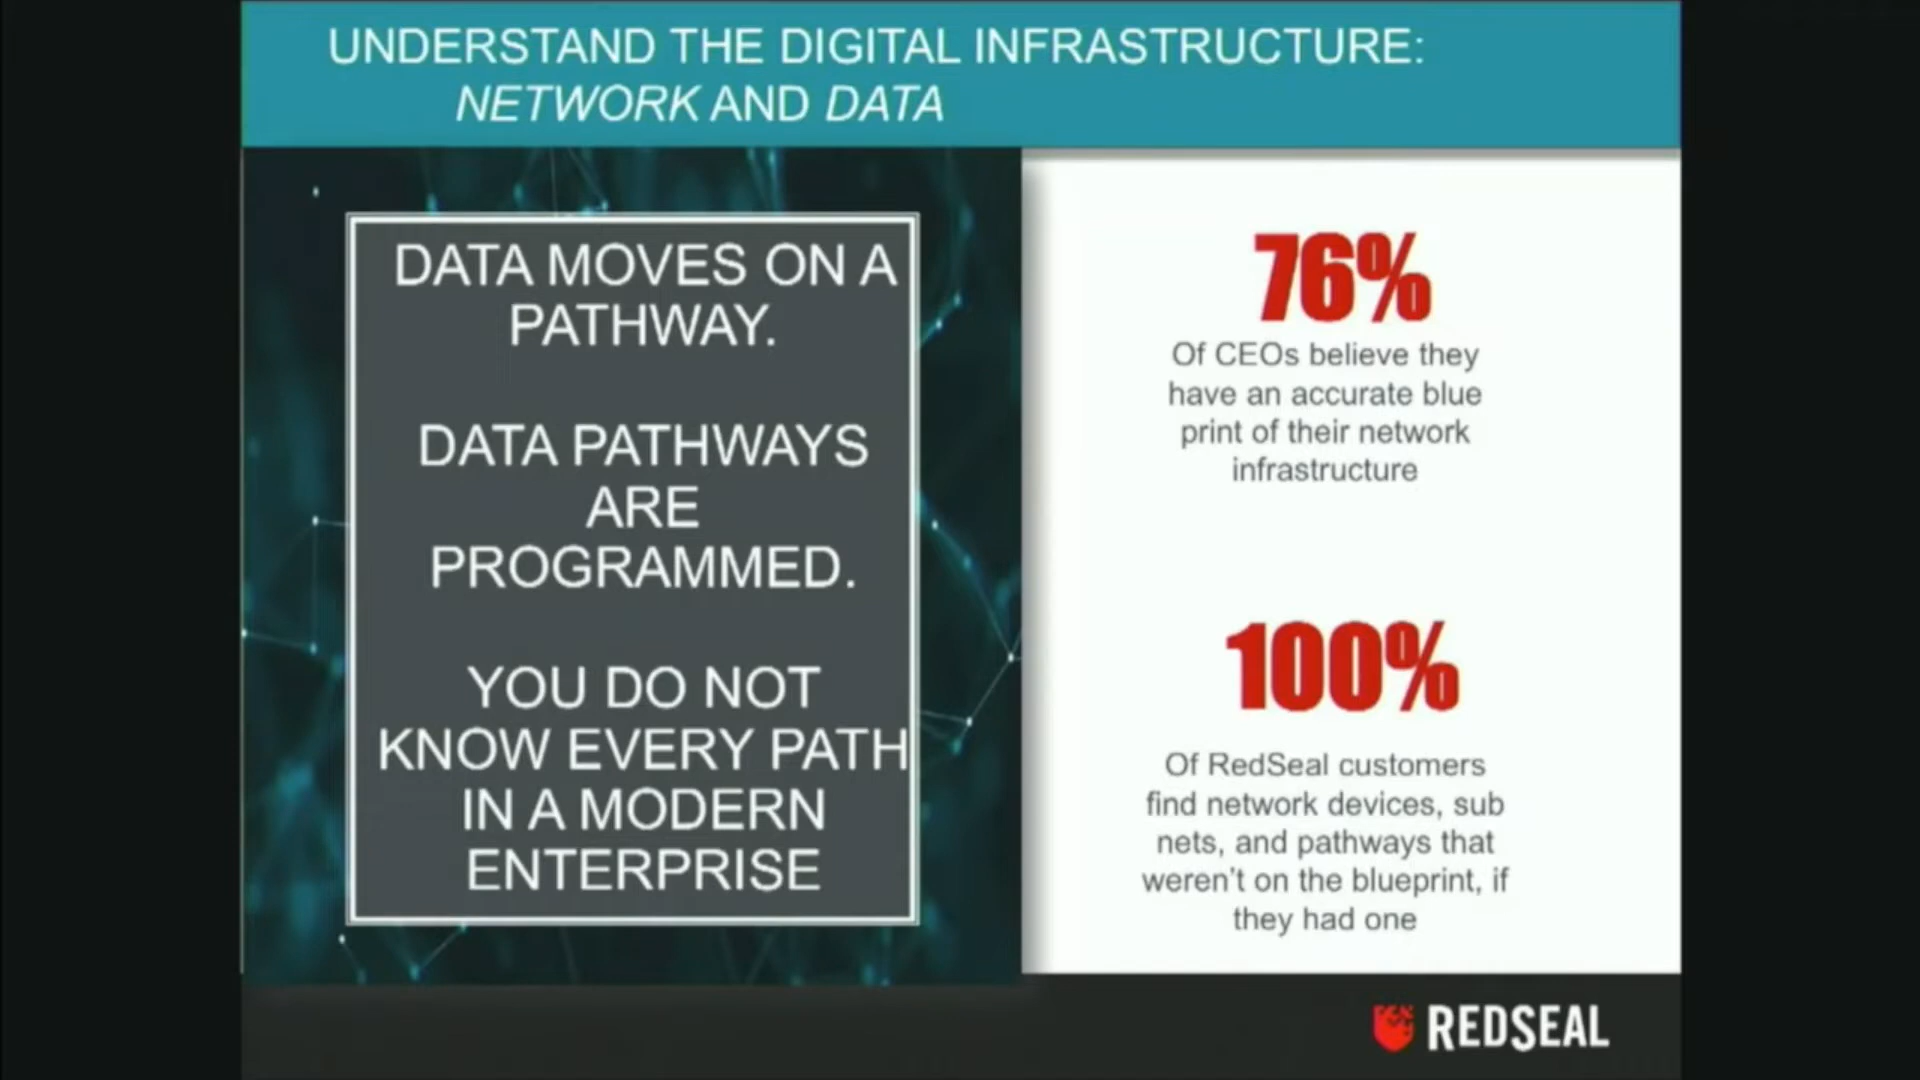 UNDERSTAND THE DIGITAL INFRASTRUCTURE:
NETWORK AND DATA
DATA MOVES ON A
PATHWAY.
DATA PATHWAYS
ARE
PROGRAMMED.
YOU DO NOT
KNOW EVERY PATH
IN A MODERN
ENTERPRISE
76%
Of CEOs believe they
have an accurate blue
print of their network
infrastructure
100%
Of RedSeal customers
find network devices, sub
nets, and pathways that
weren't on the blueprint, if
they had one
REDSEAL